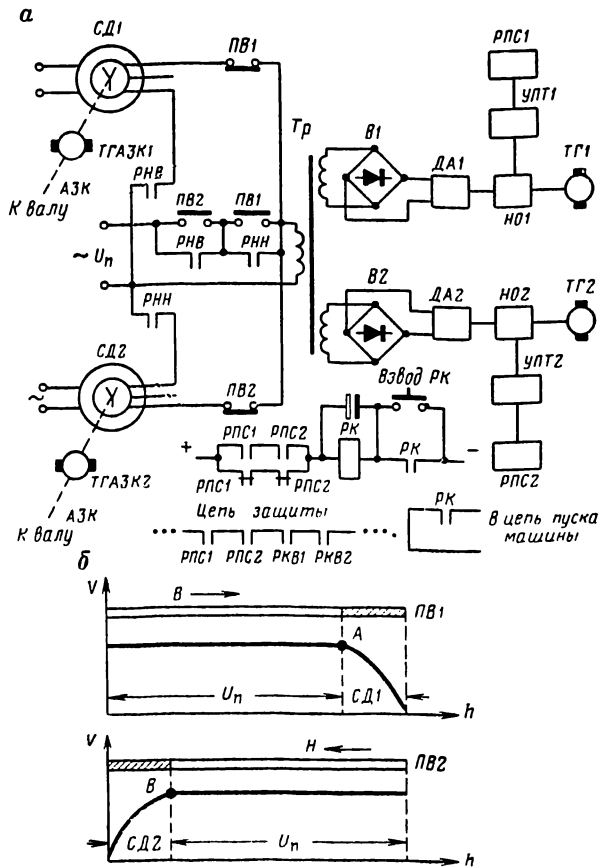 а
СД1
ПВ1
РПС1
УПТ1
Тр
В1
ДА1
ТГ1
НО1
ТГАЗК1
АЗК
К валу
РНВ
ПВ2
ПВ1
РНВ
РНН
~ Uп
РНН
В2
ДА2
НО2
ТГ2
УПТ2
РПС2
СД2
~
ПВ2
Взвод РК
РК
РК
+
РПС1
РПС2
-
РПС1
РПС2
ТГАЗК2
АЗК
К валу
Цепь защиты
РПС1
РПС2
РКВ1
РКВ2
РК
В цепь пуска
машины
б
V
В
ПВ1
А
Uп
СД1
h
V
Н
ПВ2
В
СД2
Uп
h